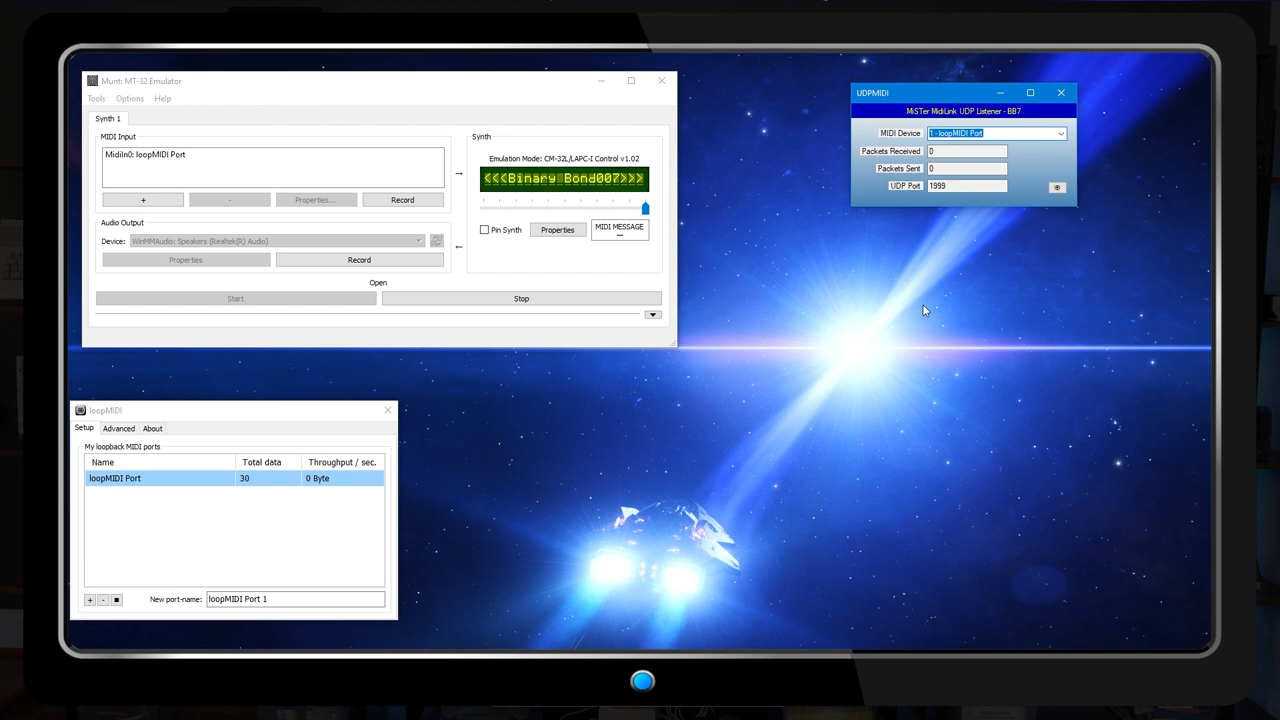 Munt: MT-32 Emulator
Tools Options Help
Synth 1
MIDI Input
MidiIn0: loopMIDI Port
+ - Properties... Record
Audio Output
Device: WinMMAudio: Speakers (Realtek(R) Audio)
Properties Record
Synth
Emulation Mode: CM-32L/LAPC-I Control v1.02
<<<Binary Bond007>>>
Pin Synth Properties MIDI MESSAGE
Open
Start Stop
UDPMIDI
MiSTer MidiLink UDP Listener - BB7
MIDI Device 1 - loopMIDI Port
Packets Received 0
Packets Sent 0
UDP Port 1999
loopMIDI
Setup Advanced About
My loopback MIDI ports
Name Total data Throughput / sec.
loopMIDI Port 30 0 Byte
+ - New port-name: loopMIDI Port 1